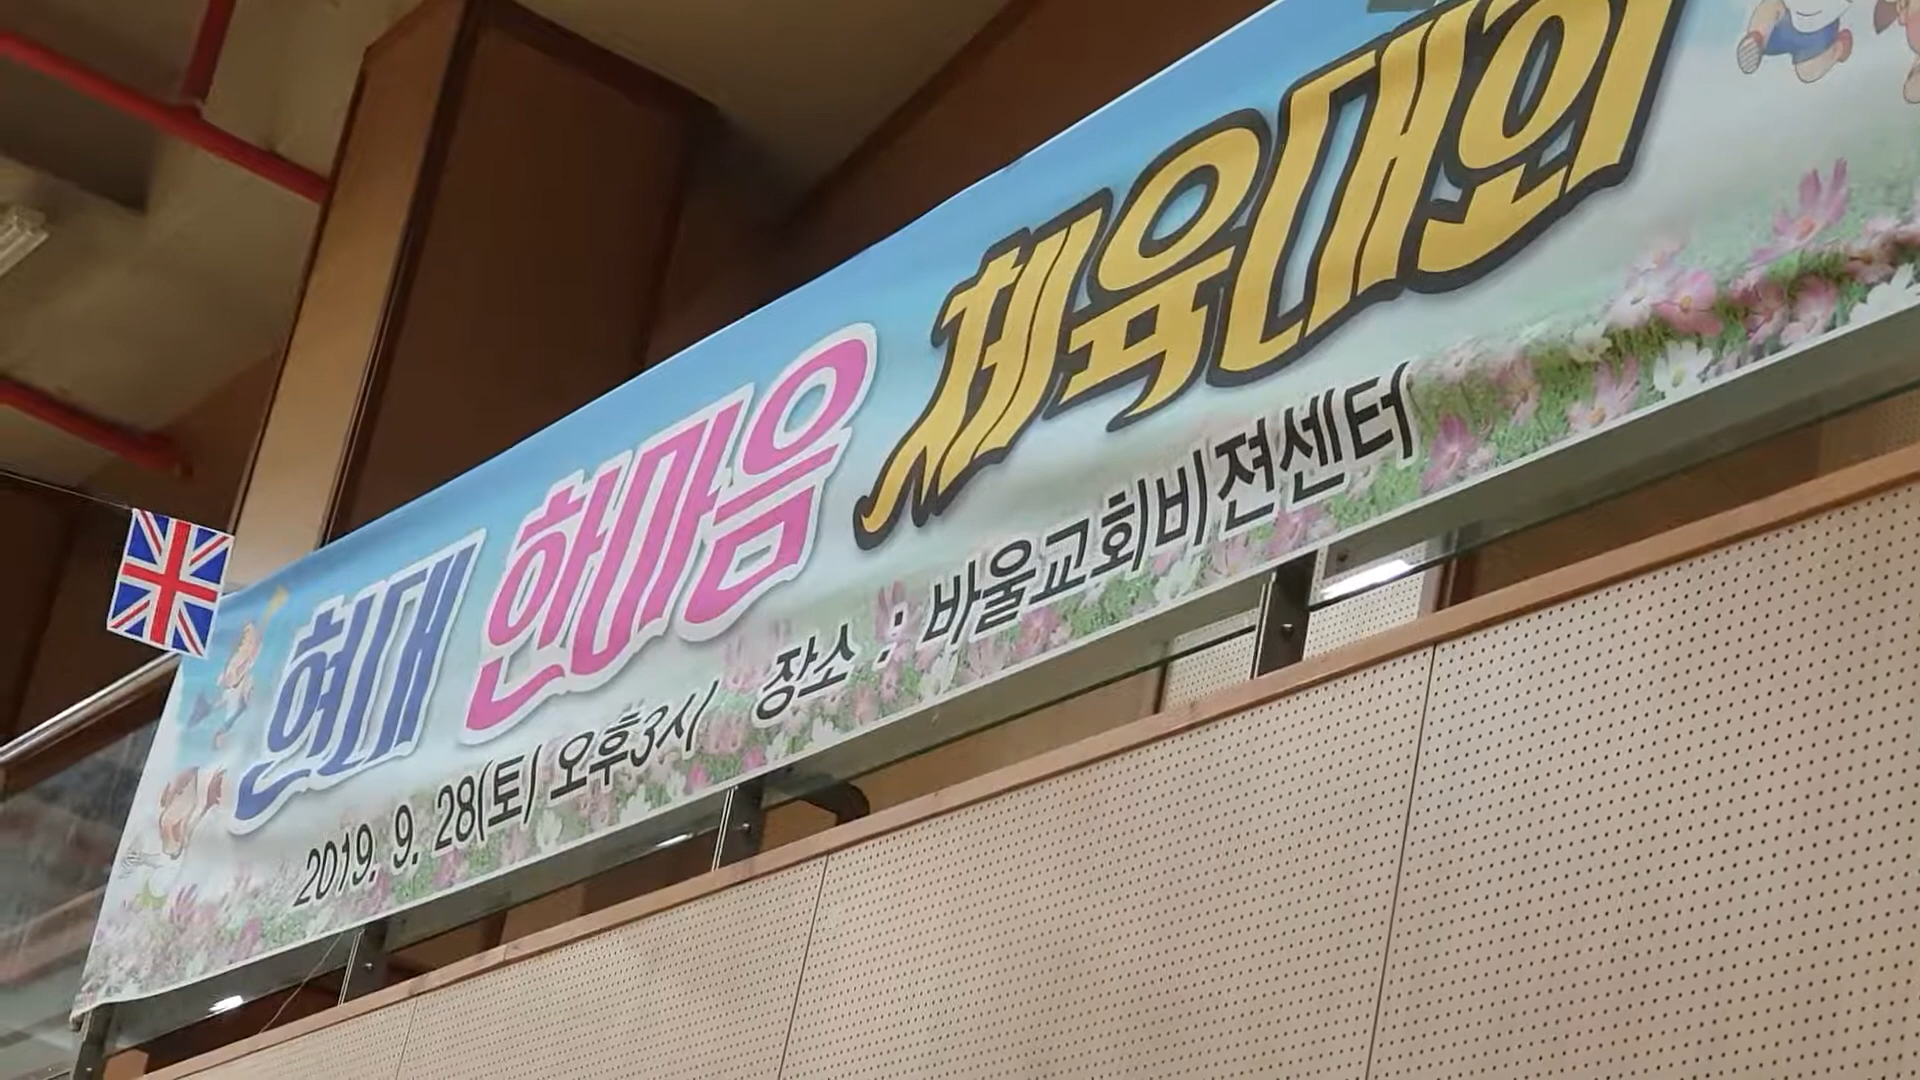 현대 한마음 체육대회
2019. 9. 28(토) 오후3시 장소 : 바울교회비젼센터